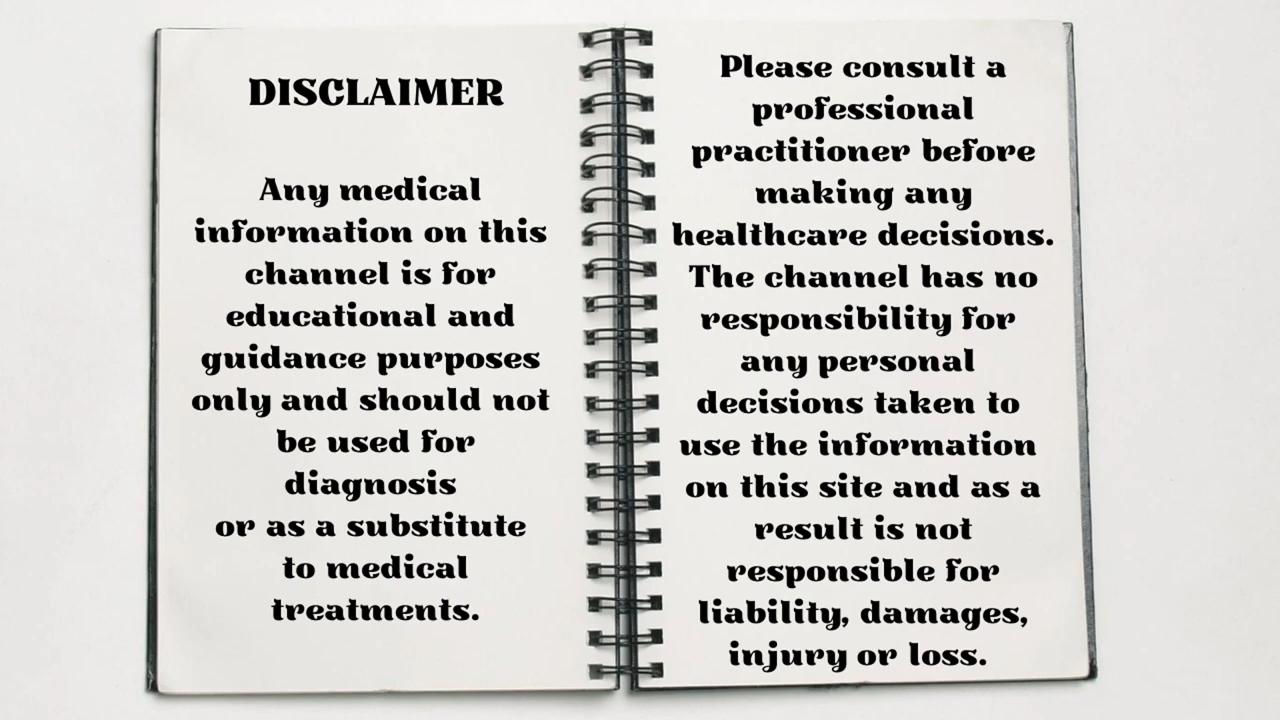 DISCLAIMER
Any medical
information on this
channel is for
educational and
guidance purposes
only and should not
be used for
diagnosis
or as a substitute
to medical
treatments.
Please consult a
professional
practitioner before
making any
healthcare decisions.
The channel has no
responsibility for
any personal
decisions taken to
use the information
on this site and as a
result is not
responsible for
liability, damages,
injury or loss.